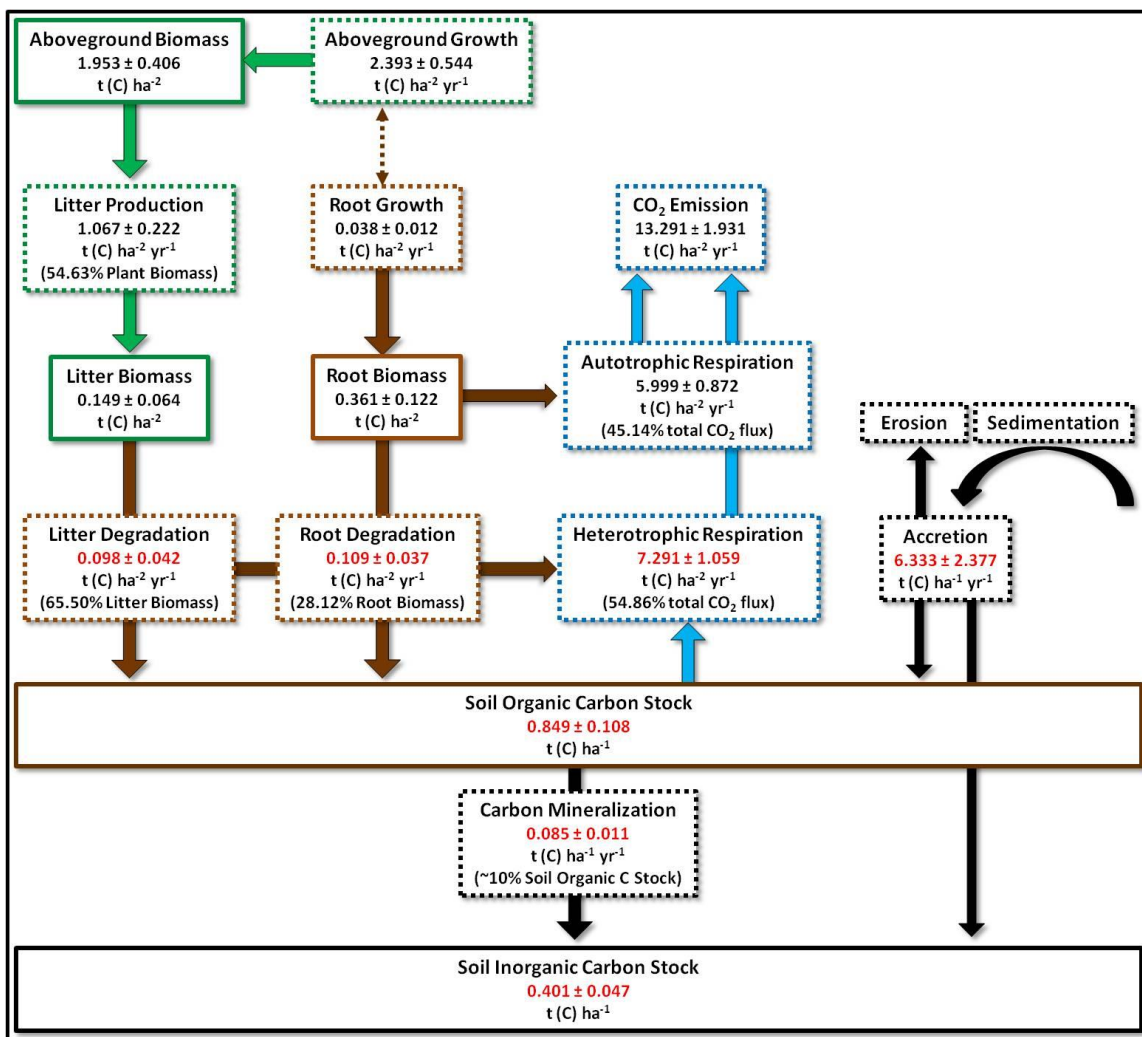 Aboveground Biomass
1.953 ± 0.406
t (C) ha⁻²
Aboveground Growth
2.393 ± 0.544
t (C) ha⁻² yr⁻¹
Litter Production
1.067 ± 0.222
t (C) ha⁻² yr⁻¹
(54.63% Plant Biomass)
Root Growth
0.038 ± 0.012
t (C) ha⁻² yr⁻¹
CO₂ Emission
13.291 ± 1.931
t (C) ha⁻² yr⁻¹
Litter Biomass
0.149 ± 0.064
t (C) ha⁻²
Root Biomass
0.361 ± 0.122
t (C) ha⁻²
Autotrophic Respiration
5.999 ± 0.872
t (C) ha⁻² yr⁻¹
(45.14% total CO₂ flux)
Erosion
Sedimentation
Litter Degradation
0.098 ± 0.042
t (C) ha⁻² yr⁻¹
(65.50% Litter Biomass)
Root Degradation
0.109 ± 0.037
t (C) ha⁻² yr⁻¹
(28.12% Root Biomass)
Heterotrophic Respiration
7.291 ± 1.059
t (C) ha⁻² yr⁻¹
(54.86% total CO₂ flux)
Accretion
6.333 ± 2.377
t (C) ha⁻¹ yr⁻¹
Soil Organic Carbon Stock
0.849 ± 0.108
t (C) ha⁻¹
Carbon Mineralization
0.085 ± 0.011
t (C) ha⁻¹ yr⁻¹
(~10% Soil Organic C Stock)
Soil Inorganic Carbon Stock
0.401 ± 0.047
t (C) ha⁻¹